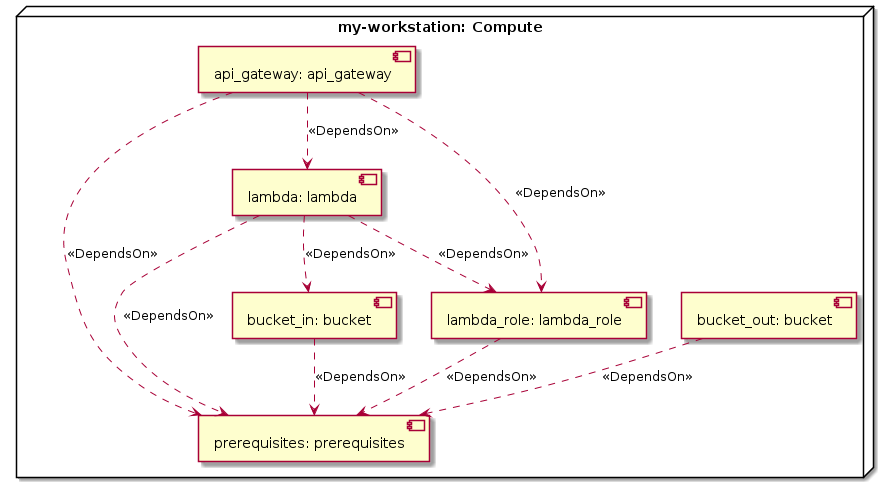 my-workstation: Compute
api_gateway: api_gateway
«DependsOn»
lambda: lambda
«DependsOn»
«DependsOn»
«DependsOn»
«DependsOn»
«DependsOn»
bucket_in: bucket
lambda_role: lambda_role
bucket_out: bucket
«DependsOn»
«DependsOn»
«DependsOn»
prerequisites: prerequisites